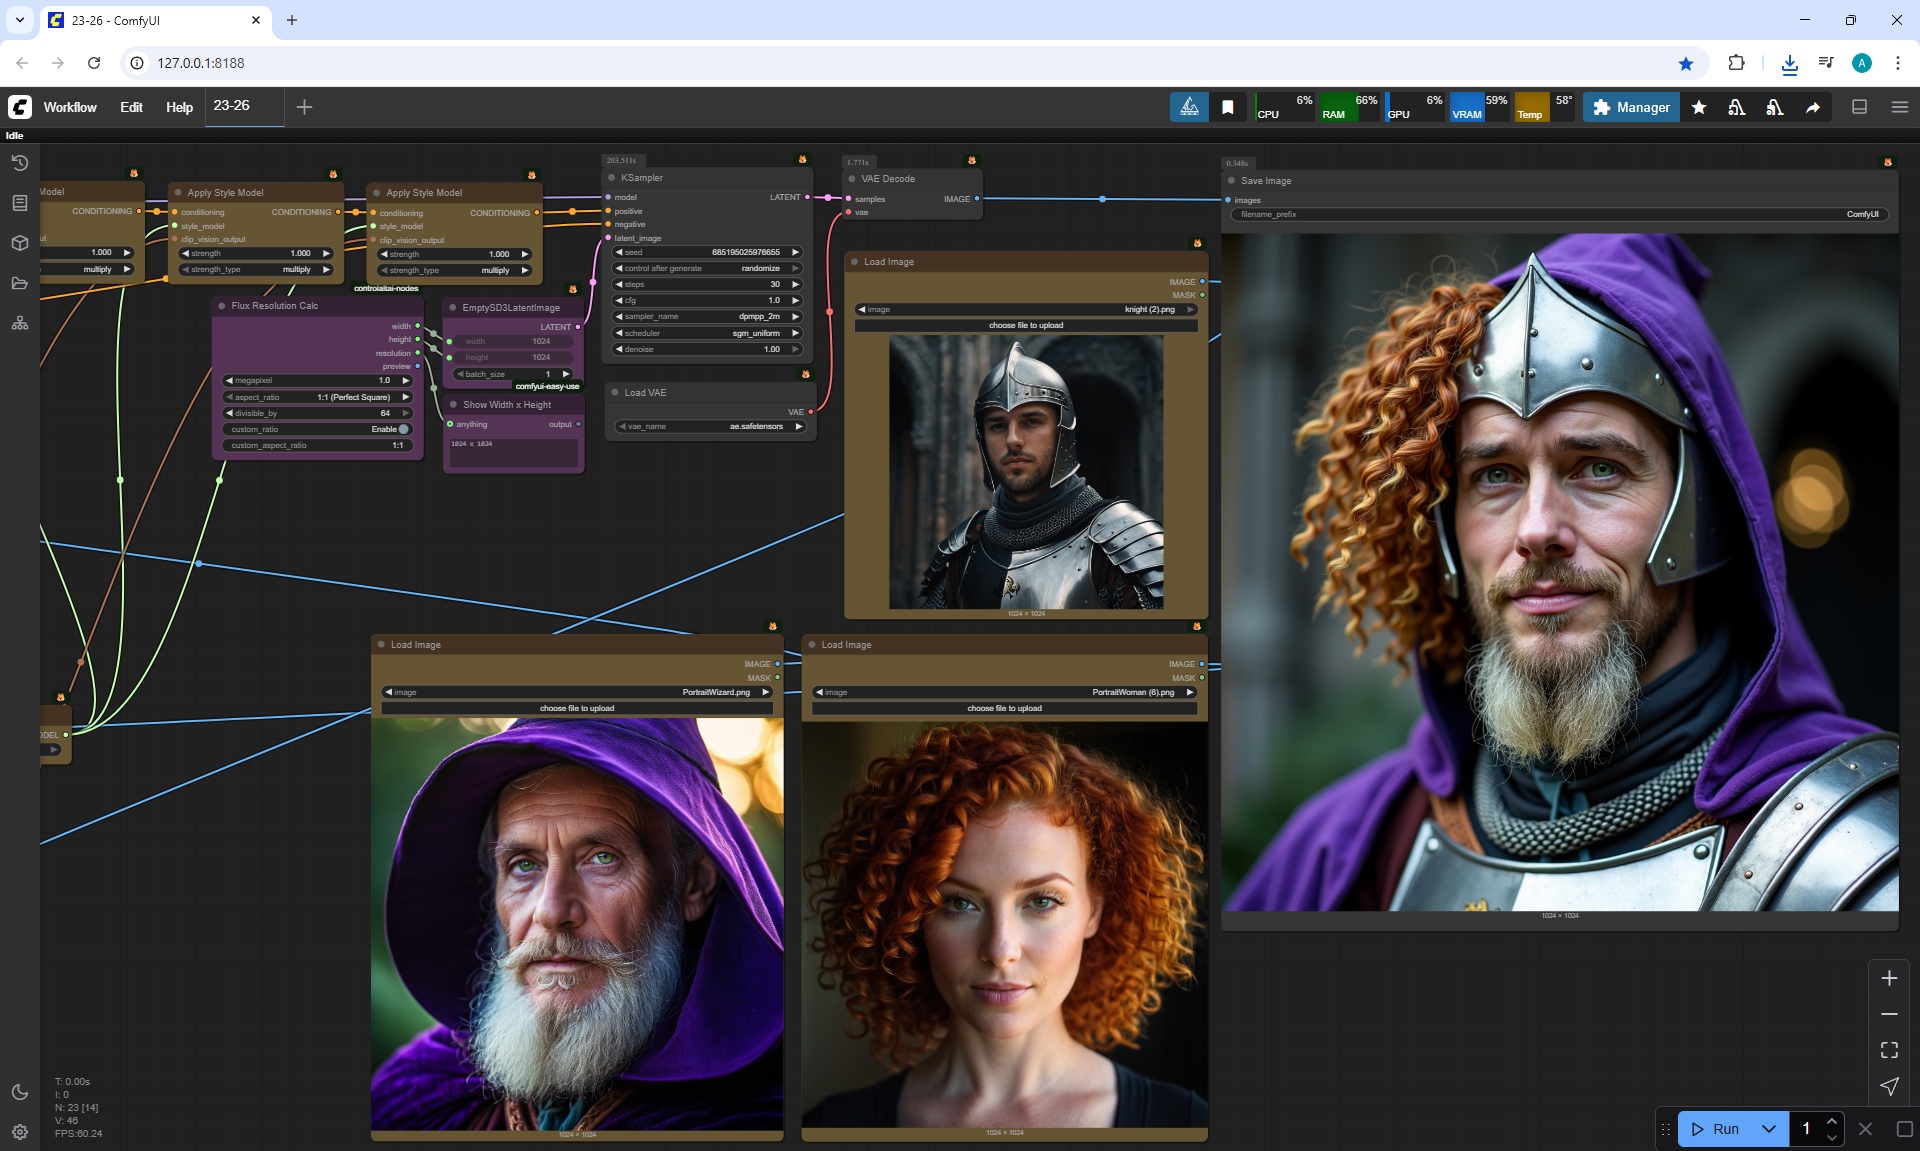 23-26 - ComfyUI
127.0.0.1:8188
A
Workflow
Edit
Help
23-26
CPU 6%
RAM 66%
GPU 6%
VRAM 59%
Temp 58°
Manager
Idle
Model
CONDITIONING
1.000
multiply
Apply Style Model
conditioning
CONDITIONING
style_model
clip_vision_output
strength 1.000
strength_type multiply
Apply Style Model
conditioning
CONDITIONING
style_model
clip_vision_output
strength 1.000
strength_type multiply
controlaltai-nodes
Flux Resolution Calc
width
height
resolution
preview
megapixel 1.0
aspect_ratio 1:1 (Perfect Square)
divisible_by 64
custom_ratio Enable
custom_aspect_ratio 1:1
EmptySD3LatentImage
LATENT
width 1024
height 1024
batch_size 1
comfyui-easy-use
Show Width x Height
anything
output
1024 x 1024
203.511s
KSampler
model
LATENT
positive
negative
latent_image
seed 685195025976655
control after generate randomize
steps 30
cfg 1.0
sampler_name dpmpp_2m
scheduler sgm_uniform
denoise 1.00
Load VAE
VAE
vae_name ae.safetensors
1.771s
VAE Decode
samples
IMAGE
vae
Load Image
IMAGE
MASK
image knight (2).png
choose file to upload
1024 × 1024
0.348s
Save Image
images
filename_prefix ComfyUI
1024 × 1024
Load Image
IMAGE
MASK
image PortraitWizard.png
choose file to upload
1024 × 1024
Load Image
IMAGE
MASK
image PortraitWoman (6).png
choose file to upload
1024 × 1024
T: 0.00s
I: 0
N: 23 [14]
V: 46
FPS:60.24
Run
1